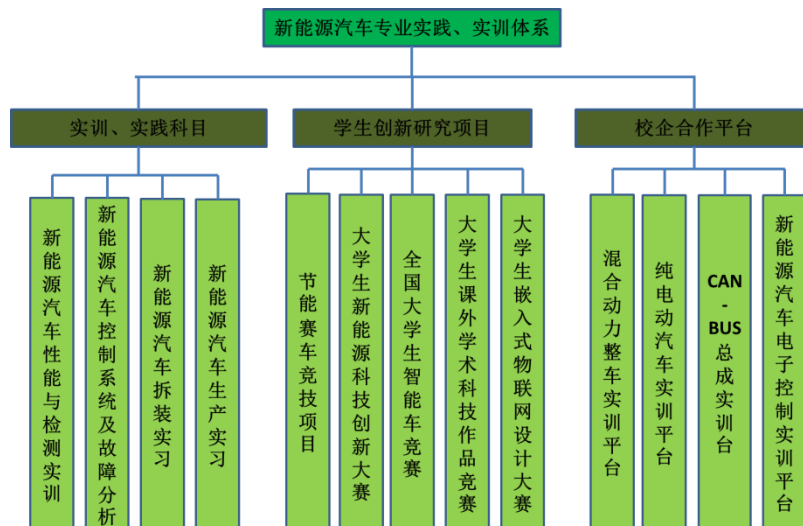 新能源汽车专业实践、实训体系
实训、实践科目
学生创新研究项目
校企合作平台
新能源汽车性能与检测实训
新能源汽车控制系统及故障分析
新能源汽车拆装实习
新能源汽车生产实习
节能赛车竞技项目
大学生新能源科技创新大赛
全国大学生智能车竞赛
大学生课外学术科技作品竞赛
大学生嵌入式物联网设计大赛
混合动力整车实训平台
纯电动汽车实训平台
CAN-BUS总成实训台
新能源汽车电子控制实训平台